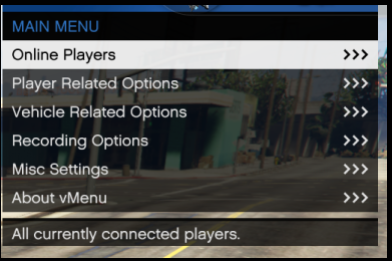 MAIN MENU
Online Players >>>
Player Related Options >>>
Vehicle Related Options >>>
Recording Options >>>
Misc Settings >>>
About vMenu >>>
All currently connected players.